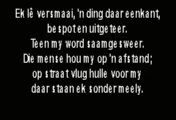 Ek lê versmaai, 'n ding daar eenkant,
bespot en uitgeteer.
Teen my word saamgesweer.
Die mense hou my op 'n afstand;
op straat vlug hulle voor my
daar staan ek sonder meely.